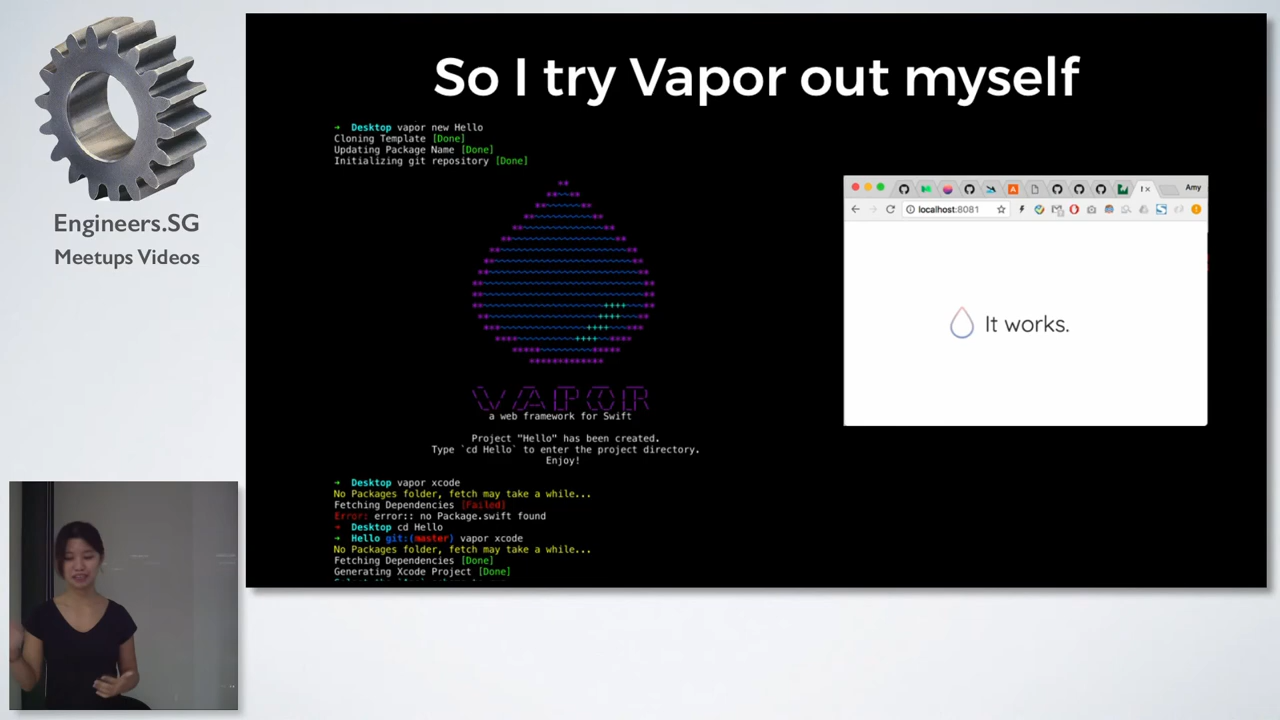 Engineers.SG
Meetups Videos
So I try Vapor out myself
➜ Desktop vapor new Hello
Cloning Template [Done]
Updating Package Name [Done]
Initializing git repository [Done]
VAPOR
a web framework for Swift
Project "Hello" has been created.
Type `cd Hello` to enter the project directory.
Enjoy!
➜ Desktop vapor xcode
No Packages folder, fetch may take a while...
Fetching Dependencies [Failed]
Error: error:: no Package.swift found
➜ Desktop cd Hello
➜ Hello git:(master) vapor xcode
No Packages folder, fetch may take a while...
Fetching Dependencies [Done]
Generating Xcode Project [Done]
Amy
localhost:8081
It works.